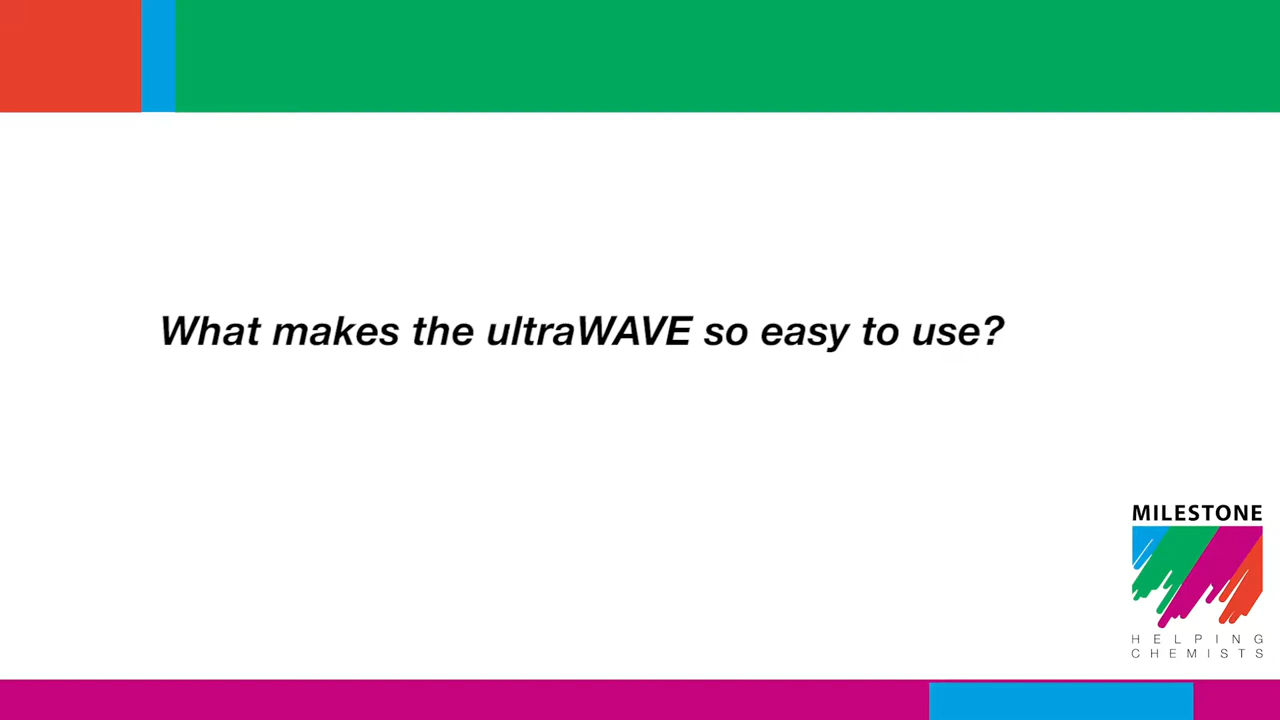 What makes the ultraWAVE so easy to use?
MILESTONE
HELPING
CHEMISTS